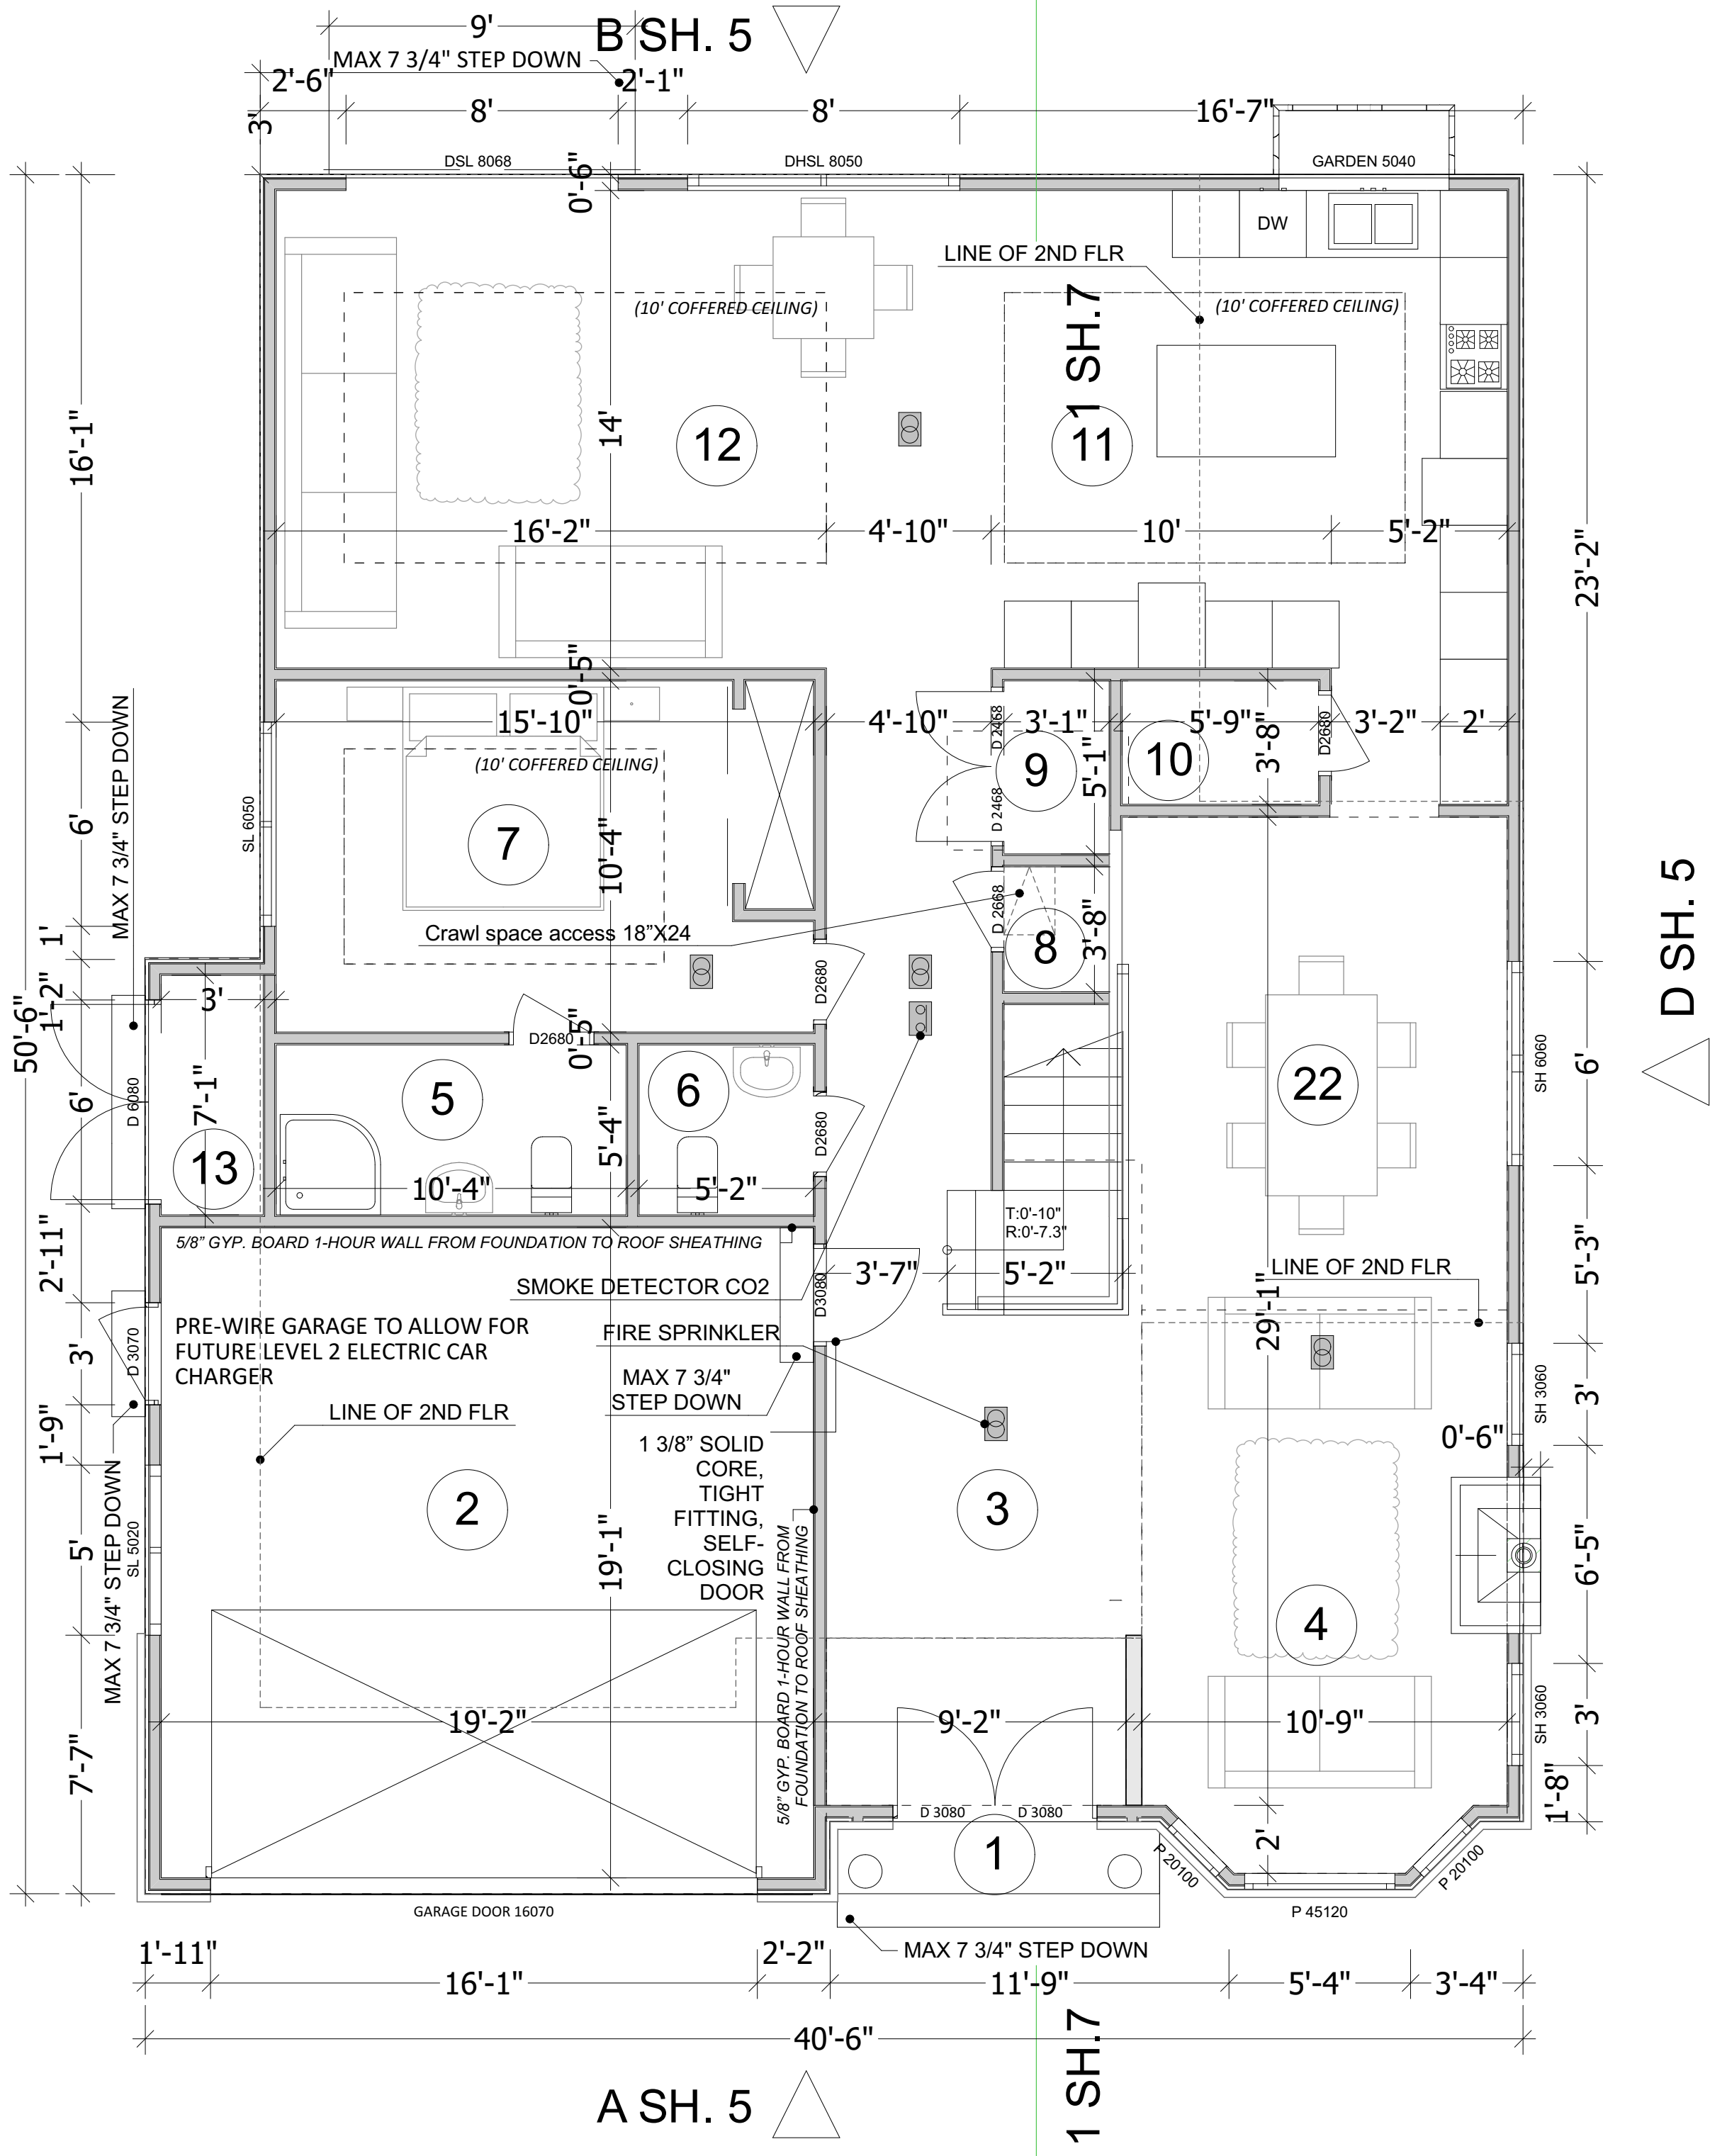 9'
B SH. 5
MAX 7 3/4" STEP DOWN
2'-6"
2'-1"
3'
8'
8'
16'-7"
DSL 8068
DHSL 8050
GARDEN 5040
0'-6"
DW
LINE OF 2ND FLR
(10' COFFERED CEILING)
(10' COFFERED CEILING)
1 SH.7
12
11
14'
16'-1"
16'-2"
4'-10"
10'
5'-2"
23'-2"
0'-5"
MAX 7 3/4" STEP DOWN
15'-10"
4'-10"
D 2468
3'-1"
5'-9"
3'-8"
D2680
3'-2"
2'
(10' COFFERED CEILING)
9
10
5'-1"
6'
SL 6050
7
10'-4"
D 2468
D SH. 5
Crawl space access 18"X24
D 2668
8
3'-8"
1'
1'-2"
3'
D2680
50'-6"
D2680
0'-5"
6'
D 6080
7'-1"
5
6
22
SH 6060
6'
5'-4"
D2680
13
10'-4"
5'-2"
T:0'-10"
R:0'-7.3"
2'-11"
5/8" GYP. BOARD 1-HOUR WALL FROM FOUNDATION TO ROOF SHEATHING
SMOKE DETECTOR CO2
D3080
3'-7"
5'-2"
LINE OF 2ND FLR
5'-3"
29'-1"
PRE-WIRE GARAGE TO ALLOW FOR
FUTURE LEVEL 2 ELECTRIC CAR
CHARGER
FIRE SPRINKLER
3'
D 3070
MAX 7 3/4"
STEP DOWN
SH 3060
3'
LINE OF 2ND FLR
1'-9"
0'-6"
1 3/8" SOLID
CORE,
TIGHT
FITTING,
SELF-
CLOSING
DOOR
MAX 7 3/4" STEP DOWN
2
3
5'
SL 5020
19'-1"
6'-5"
5/8" GYP. BOARD 1-HOUR WALL FROM
FOUNDATION TO ROOF SHEATHING
4
7'-7"
19'-2"
9'-2"
10'-9"
SH 3060
3'
1'-8"
D 3080
D 3080
1
2'
P 20100
P 20100
GARAGE DOOR 16070
P 45120
MAX 7 3/4" STEP DOWN
1'-11"
16'-1"
2'-2"
11'-9"
5'-4"
3'-4"
40'-6"
1 SH.7
A SH. 5